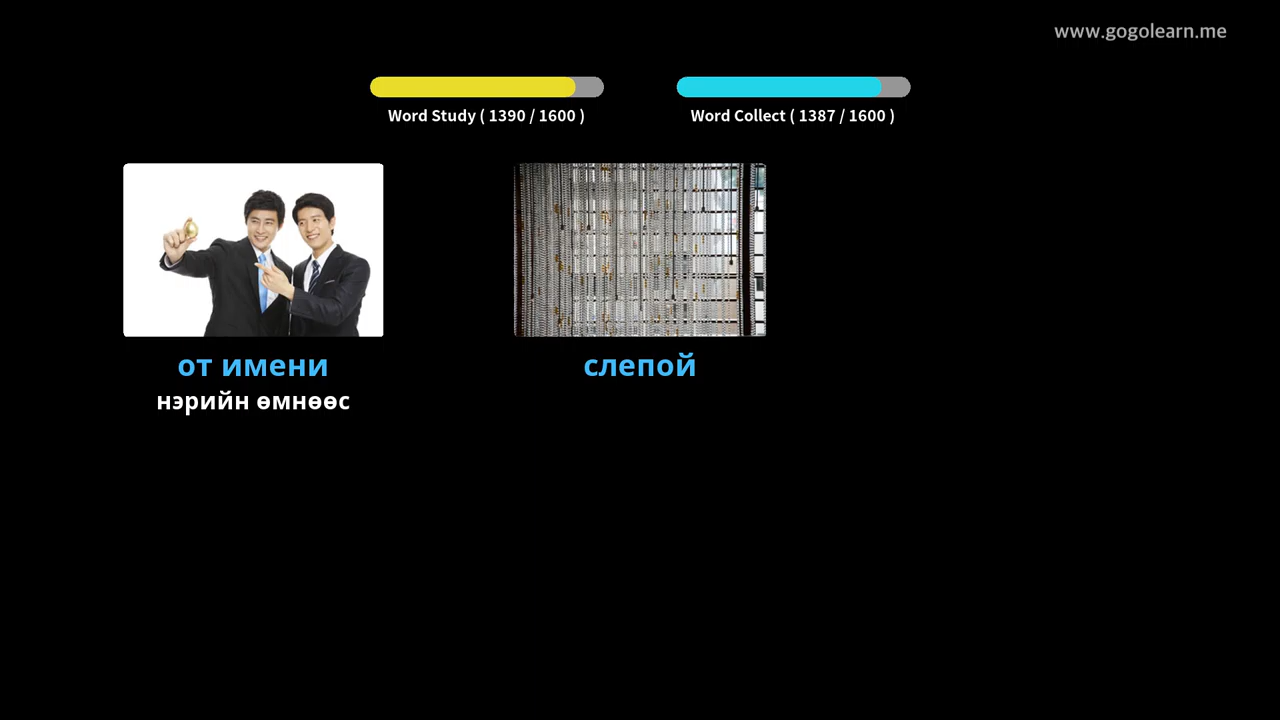 www.gogolearn.me
Word Study ( 1390 / 1600 )
Word Collect ( 1387 / 1600 )
от имени
нэрийн өмнөөс
слепой